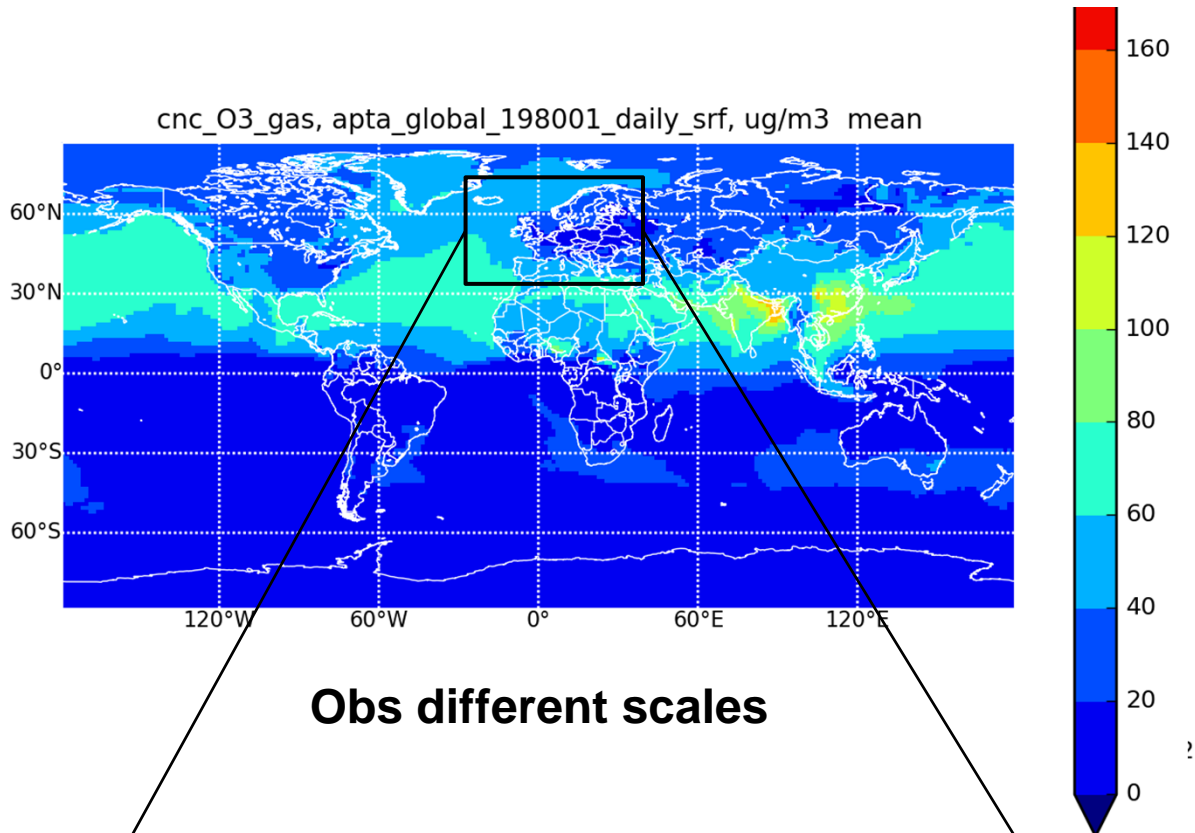 cnc_O3_gas, apta_global_198001_daily_srf, ug/m3 mean
60°N
30°N
0°
30°S
60°S
120°W
60°W
0°
60°E
120°E
160
140
120
100
80
60
40
20
0
Obs different scales